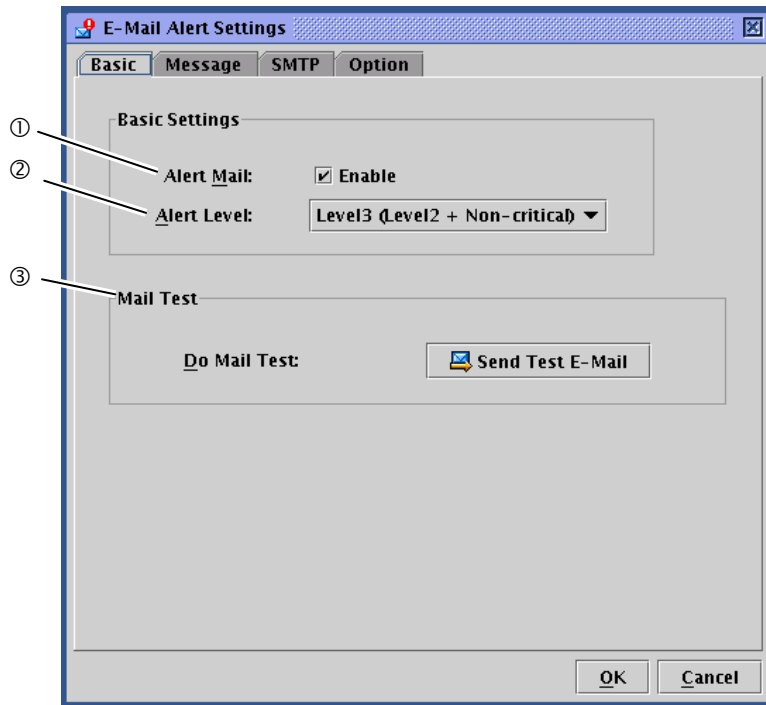 E-Mail Alert Settings
Basic Message SMTP Option
Basic Settings
① Alert Mail: Enable
② Alert Level: Level3 (Level2 + Non-critical)
③ Mail Test
Do Mail Test: Send Test E-Mail
OK Cancel